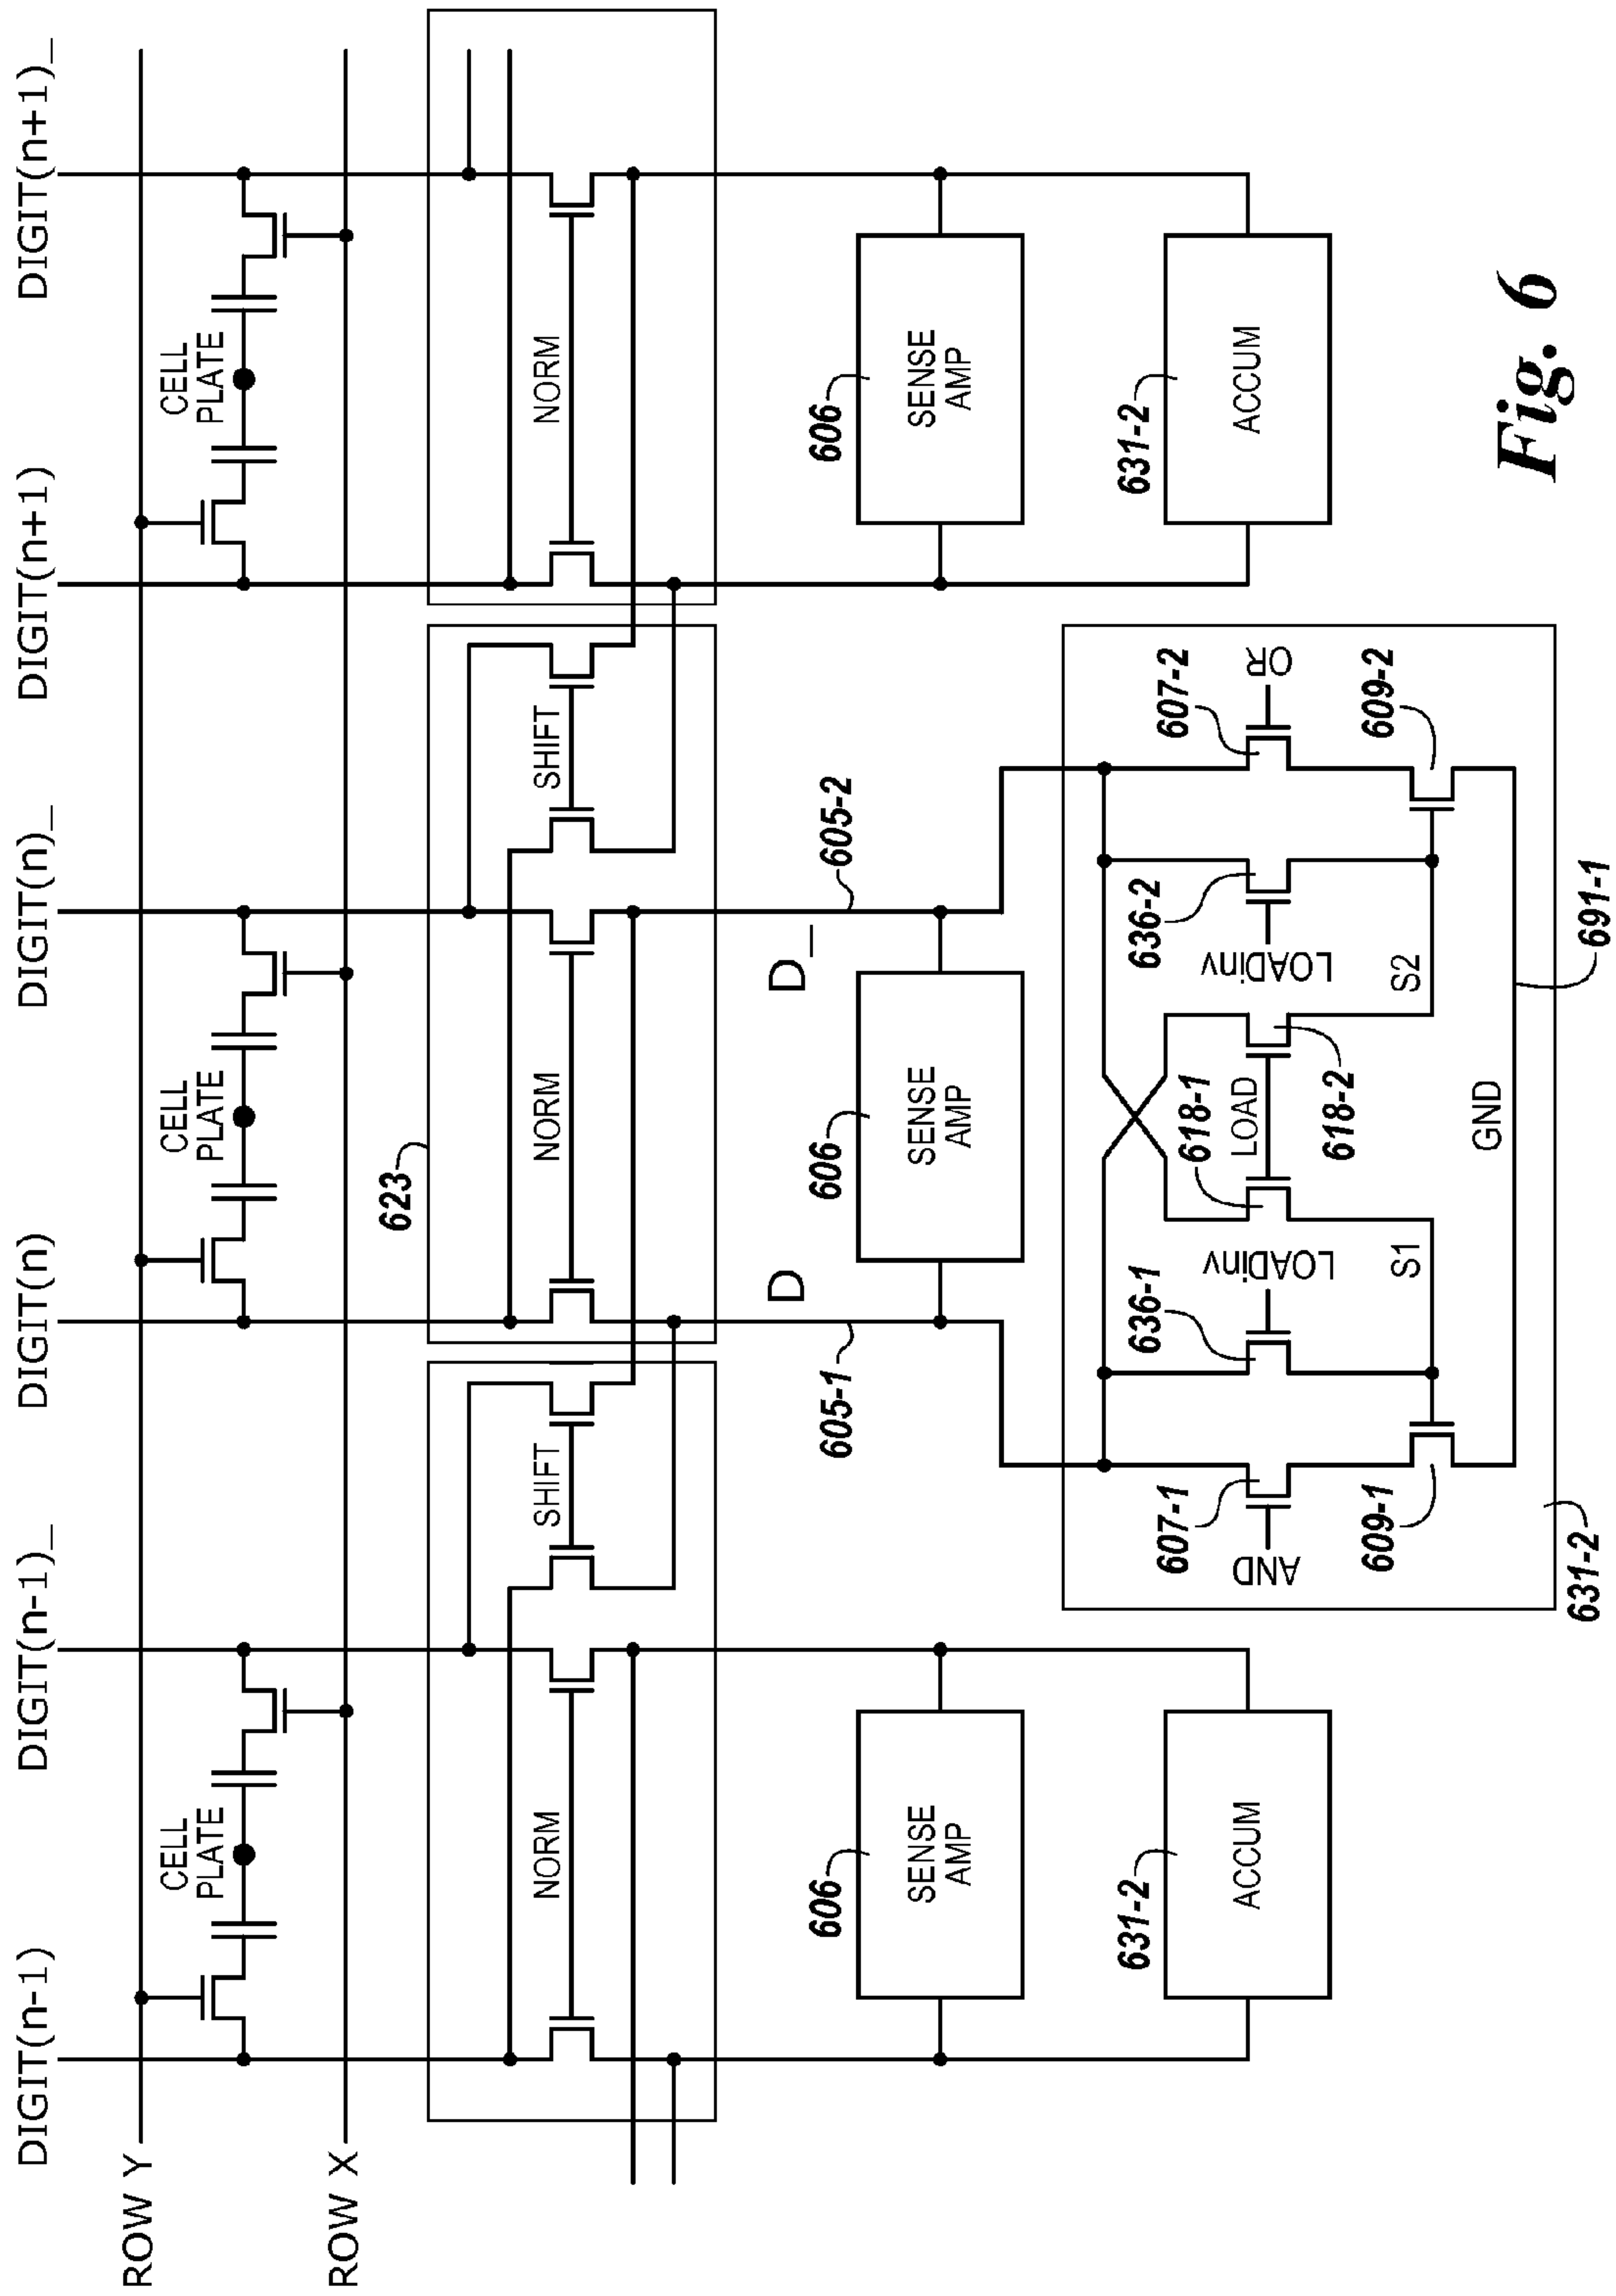 DIGIT(n-1)
DIGIT(n-1)_
DIGIT(n)
DIGIT(n)_
DIGIT(n+1)
DIGIT(n+1)_
ROW Y
CELL
PLATE
CELL
PLATE
CELL
PLATE
ROW X
623
NORM
SHIFT
NORM
SHIFT
NORM
605-1
D
D_
605-2
606
SENSE
AMP
606
SENSE
AMP
606
SENSE
AMP
631-2
ACCUM
631-2
ACCUM
607-1
AND
636-1
LOADinv
618-1
LOAD
618-2
636-2
LOADinv
607-2
OR
609-1
S1
S2
609-2
GND
691-1
631-2
Fig. 6